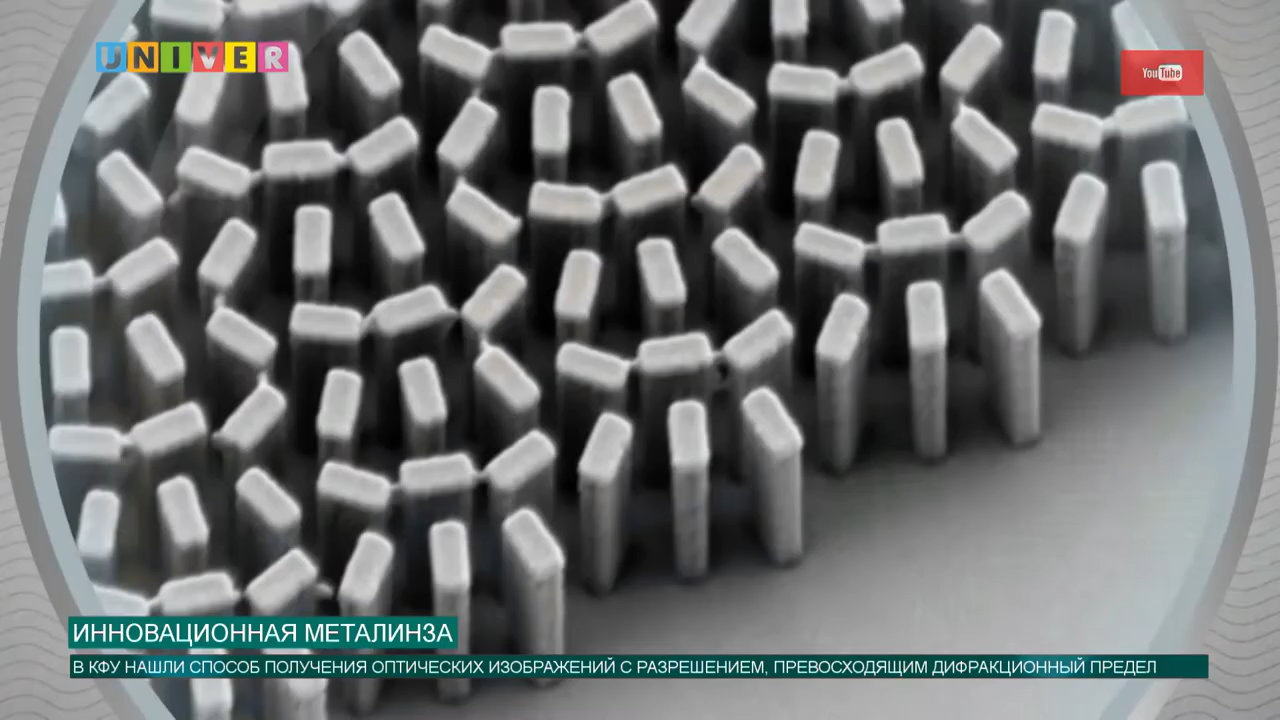 UNIVER
YouTube
ИННОВАЦИОННАЯ МЕТАЛИНЗА
В КФУ НАШЛИ СПОСОБ ПОЛУЧЕНИЯ ОПТИЧЕСКИХ ИЗОБРАЖЕНИЙ С РАЗРЕШЕНИЕМ, ПРЕВОСХОДЯЩИМ ДИФРАКЦИОННЫЙ ПРЕДЕЛ